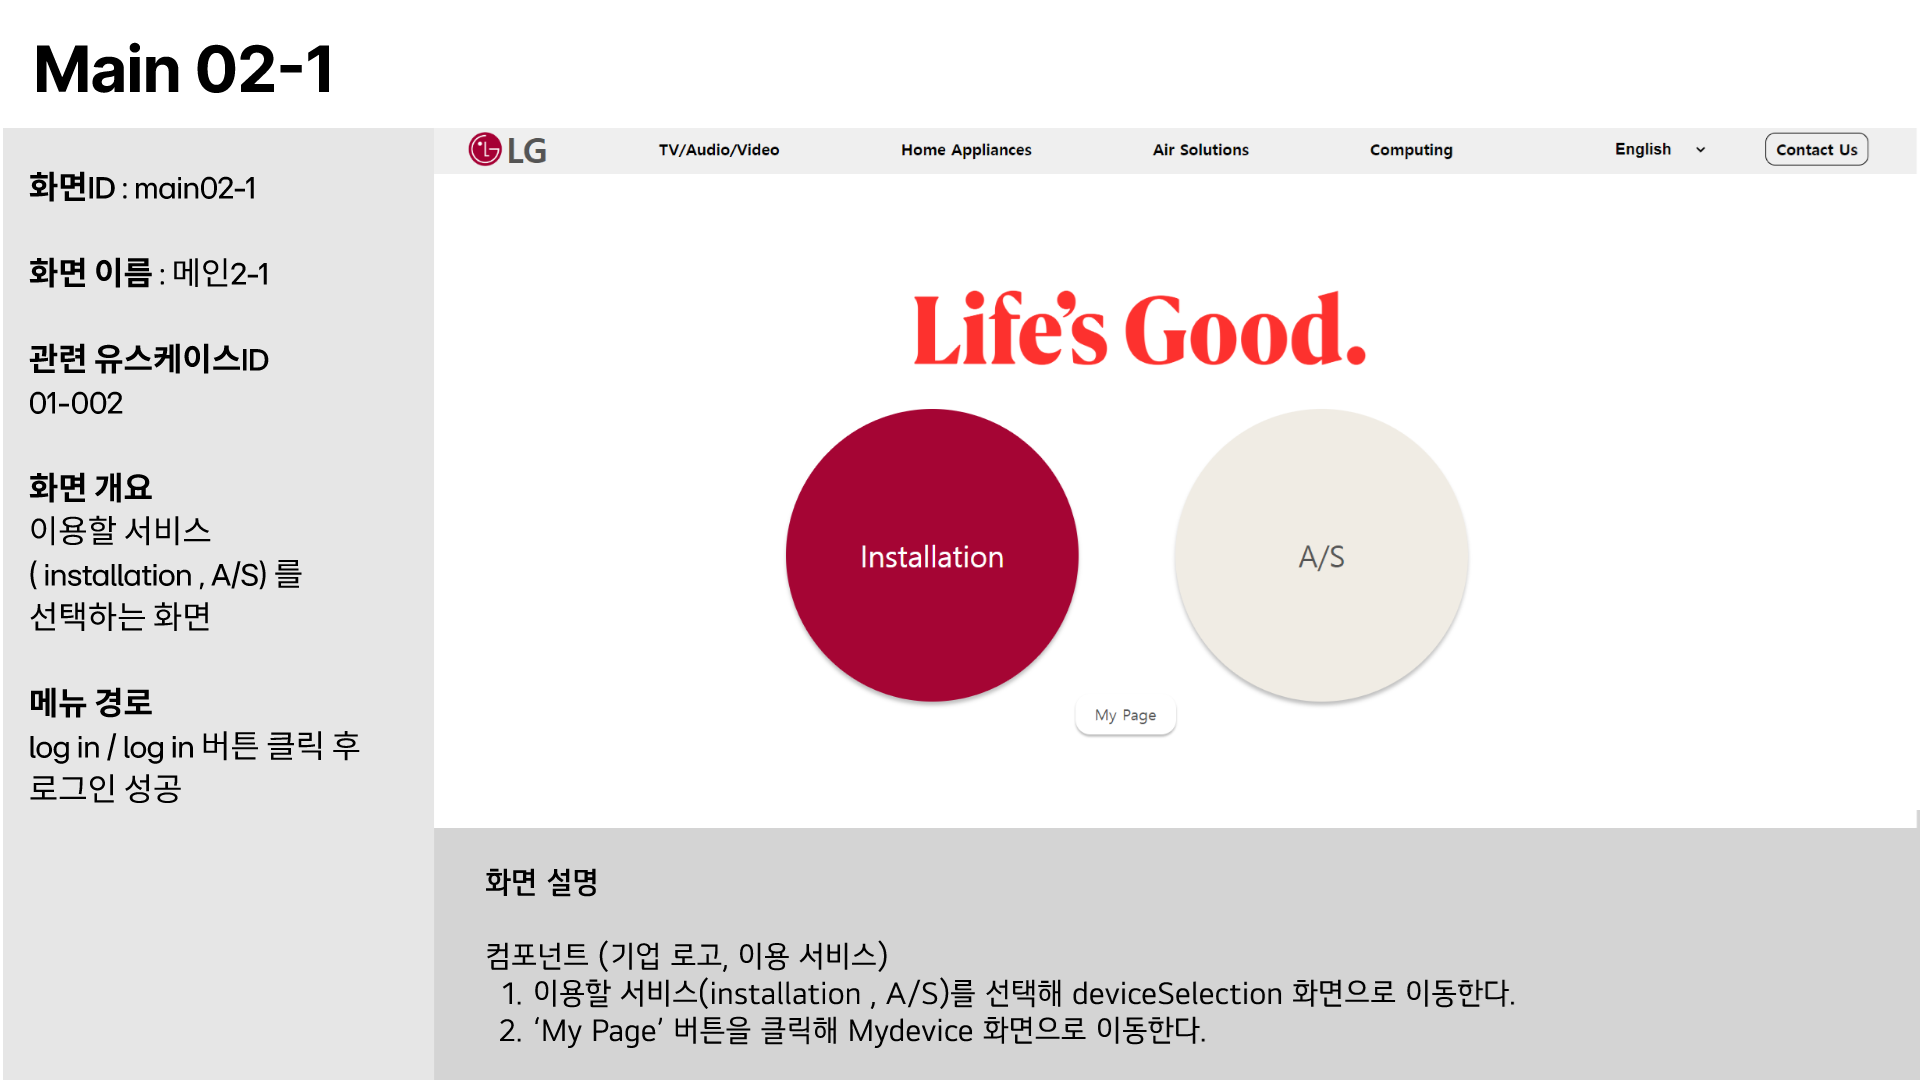 Main 02-1
화면ID : main02-1
화면 이름 : 메인2-1
관련 유스케이스ID
01-002
화면 개요
이용할 서비스
( installation , A/S) 를
선택하는 화면
메뉴 경로
log in / log in 버튼 클릭 후
로그인 성공
LG
TV/Audio/Video
Home Appliances
Air Solutions
Computing
English
Contact Us
Life’s Good.
Installation
A/S
My Page
화면 설명
컴포넌트 (기업 로고, 이용 서비스)
1. 이용할 서비스(installation , A/S)를 선택해 deviceSelection 화면으로 이동한다.
2. ‘My Page’ 버튼을 클릭해 Mydevice 화면으로 이동한다.